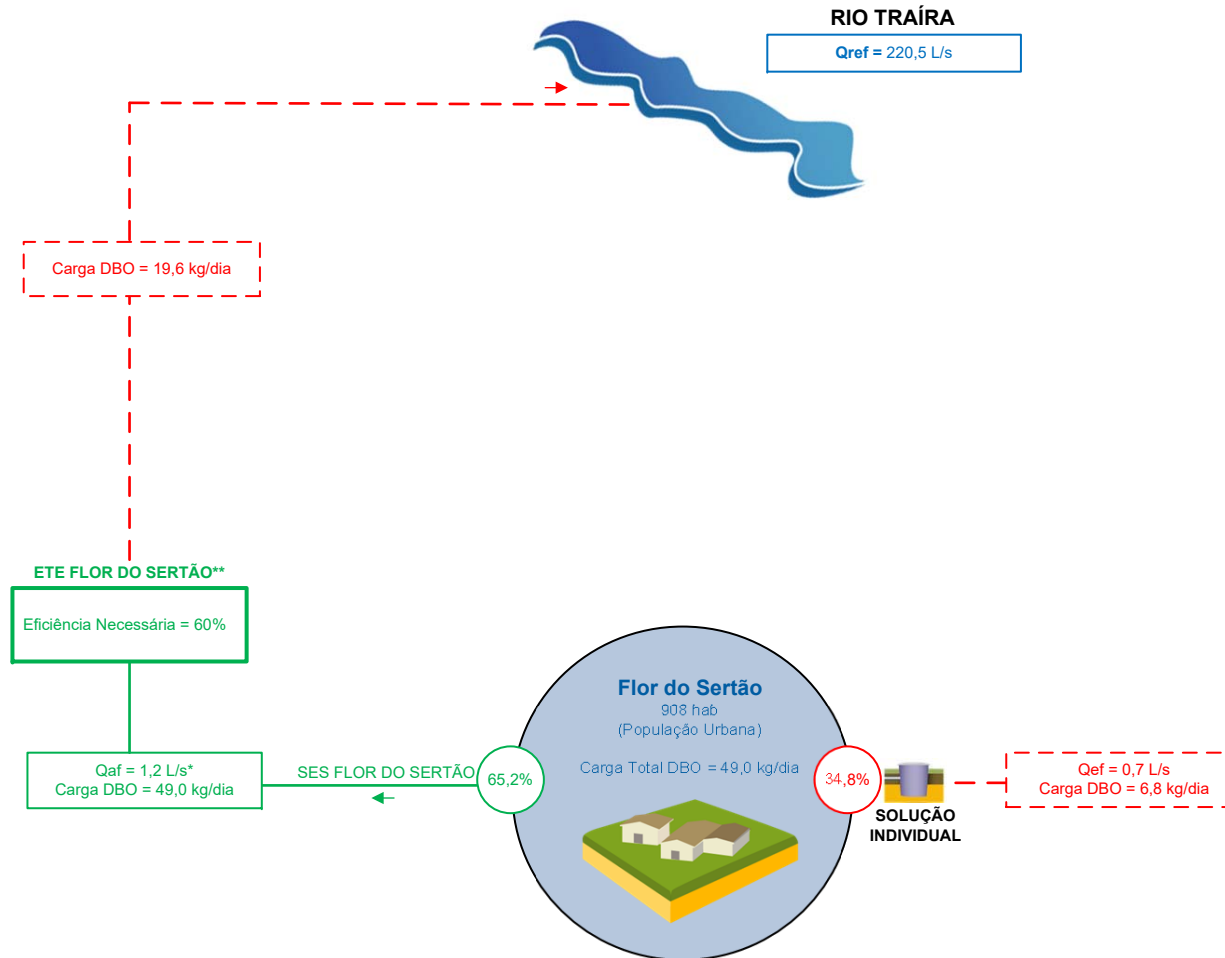 RIO TRAÍRA
Qref = 220,5 L/s
Carga DBO = 19,6 kg/dia
ETE FLOR DO SERTÃO**
Eficiência Necessária = 60%
Flor do Sertão
908 hab
(População Urbana)
Carga Total DBO = 49,0 kg/dia
Qaf = 1,2 L/s*
Carga DBO = 49,0 kg/dia
SES FLOR DO SERTÃO
65,2%
34,8%
SOLUÇÃO
INDIVIDUAL
Qef = 0,7 L/s
Carga DBO = 6,8 kg/dia